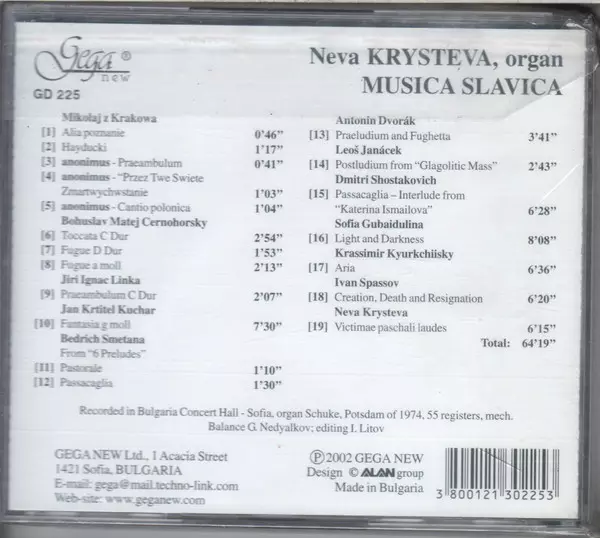 Gega ®
new
GD 225
Neva KRYSTEVA, organ
MUSICA SLAVICA
Mikolaj z Krakowa
[1] Alia poznanie 0'46"
[2] Hayducki 1'17"
[3] anonimus - Praeambulum 0'41"
[4] anonimus - "Przez Twe Swiete
Zmartwychwstanie 1'03"
[5] anonimus - Cantio polonica 1'04"
Bohuslav Matej Cernohorsky
[6] Toccata C Dur 2'54"
[7] Fugue D Dur 1'53"
[8] Fugue a moll 2'13"
Jiri Ignac Linka
[9] Praeambulum C Dur 2'07"
Jan Krtitel Kuchar
[10] Fantasia g moll 7'30"
Bedrich Smetana
From "6 Preludes"
[11] Pastorale 1'10"
[12] Passacaglia 1'30"
Antonin Dvorák
[13] Praeludium and Fughetta 3'41"
Leoš Janácek
[14] Postludium from "Glagolitic Mass" 2'43"
Dmitri Shostakovich
[15] Passacaglia – Interlude from
"Katerina Ismailova" 6'28"
Sofia Gubaidulina
[16] Light and Darkness 8'08"
Krassimir Kyurkchiisky
[17] Aria 6'36"
Ivan Spassov
[18] Creation, Death and Resignation 6'20"
Neva Krysteva
[19] Victimae paschali laudes 6'15"
Total: 64'19"
Recorded in Bulgaria Concert Hall - Sofia, organ Schuke, Potsdam of 1974, 55 registers, mech.
Balance G. Nedyalkov; editing I. Litov
GEGA NEW Ltd., 1 Acacia Street
1421 Sofia, BULGARIA
E-mail: gega@mail.techno-link.com
Web-site: www.geganew.com
℗2002 GEGA NEW
Design © ALAN group
Made in Bulgaria
3 800121 302253